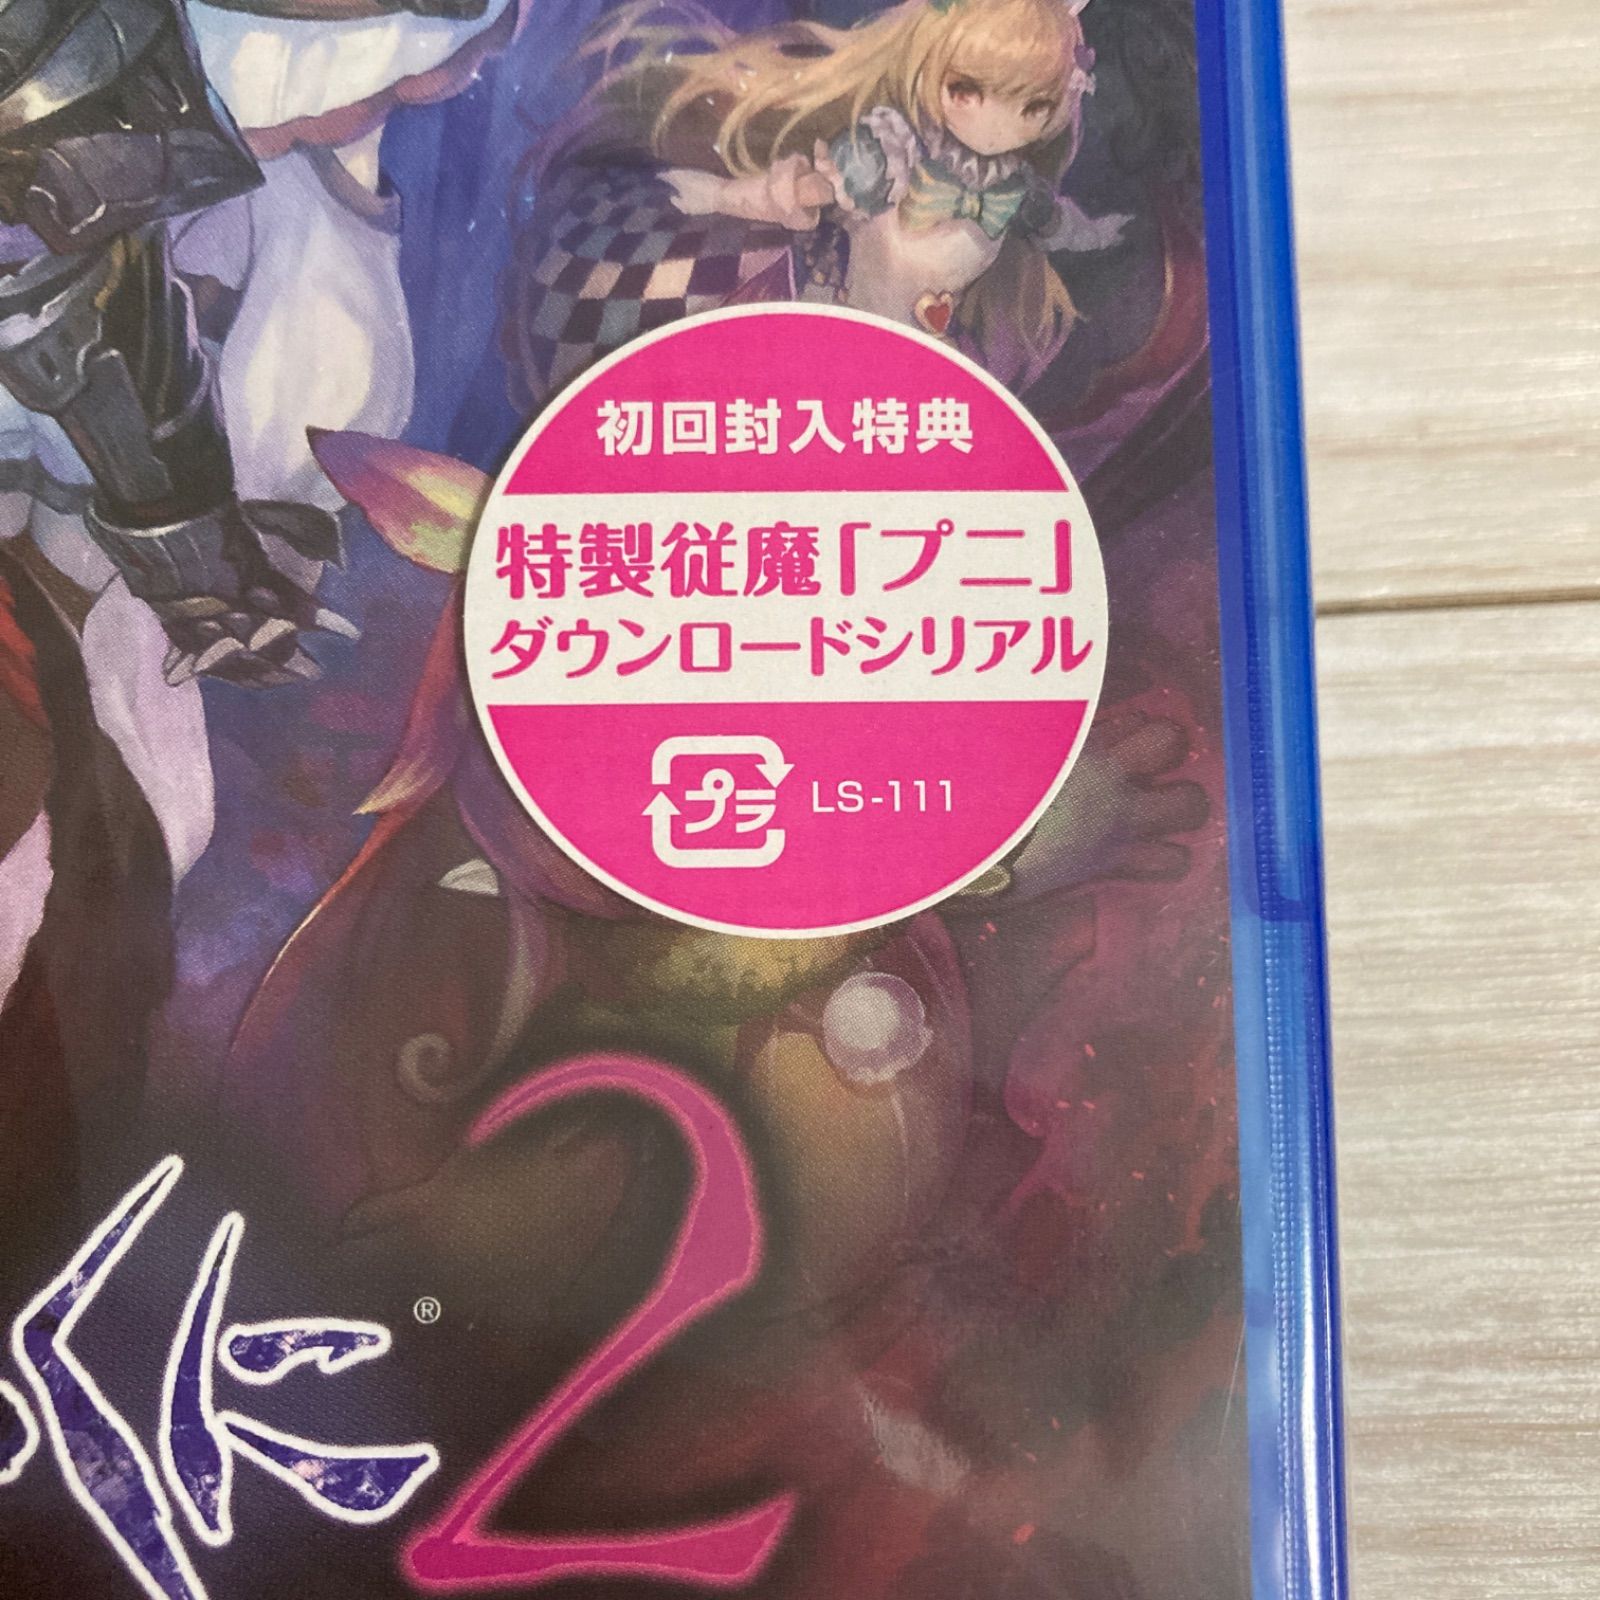 初回封入特典
特製従魔「プニ」
ダウンロードシリアル
プラ LS-111
に® 2